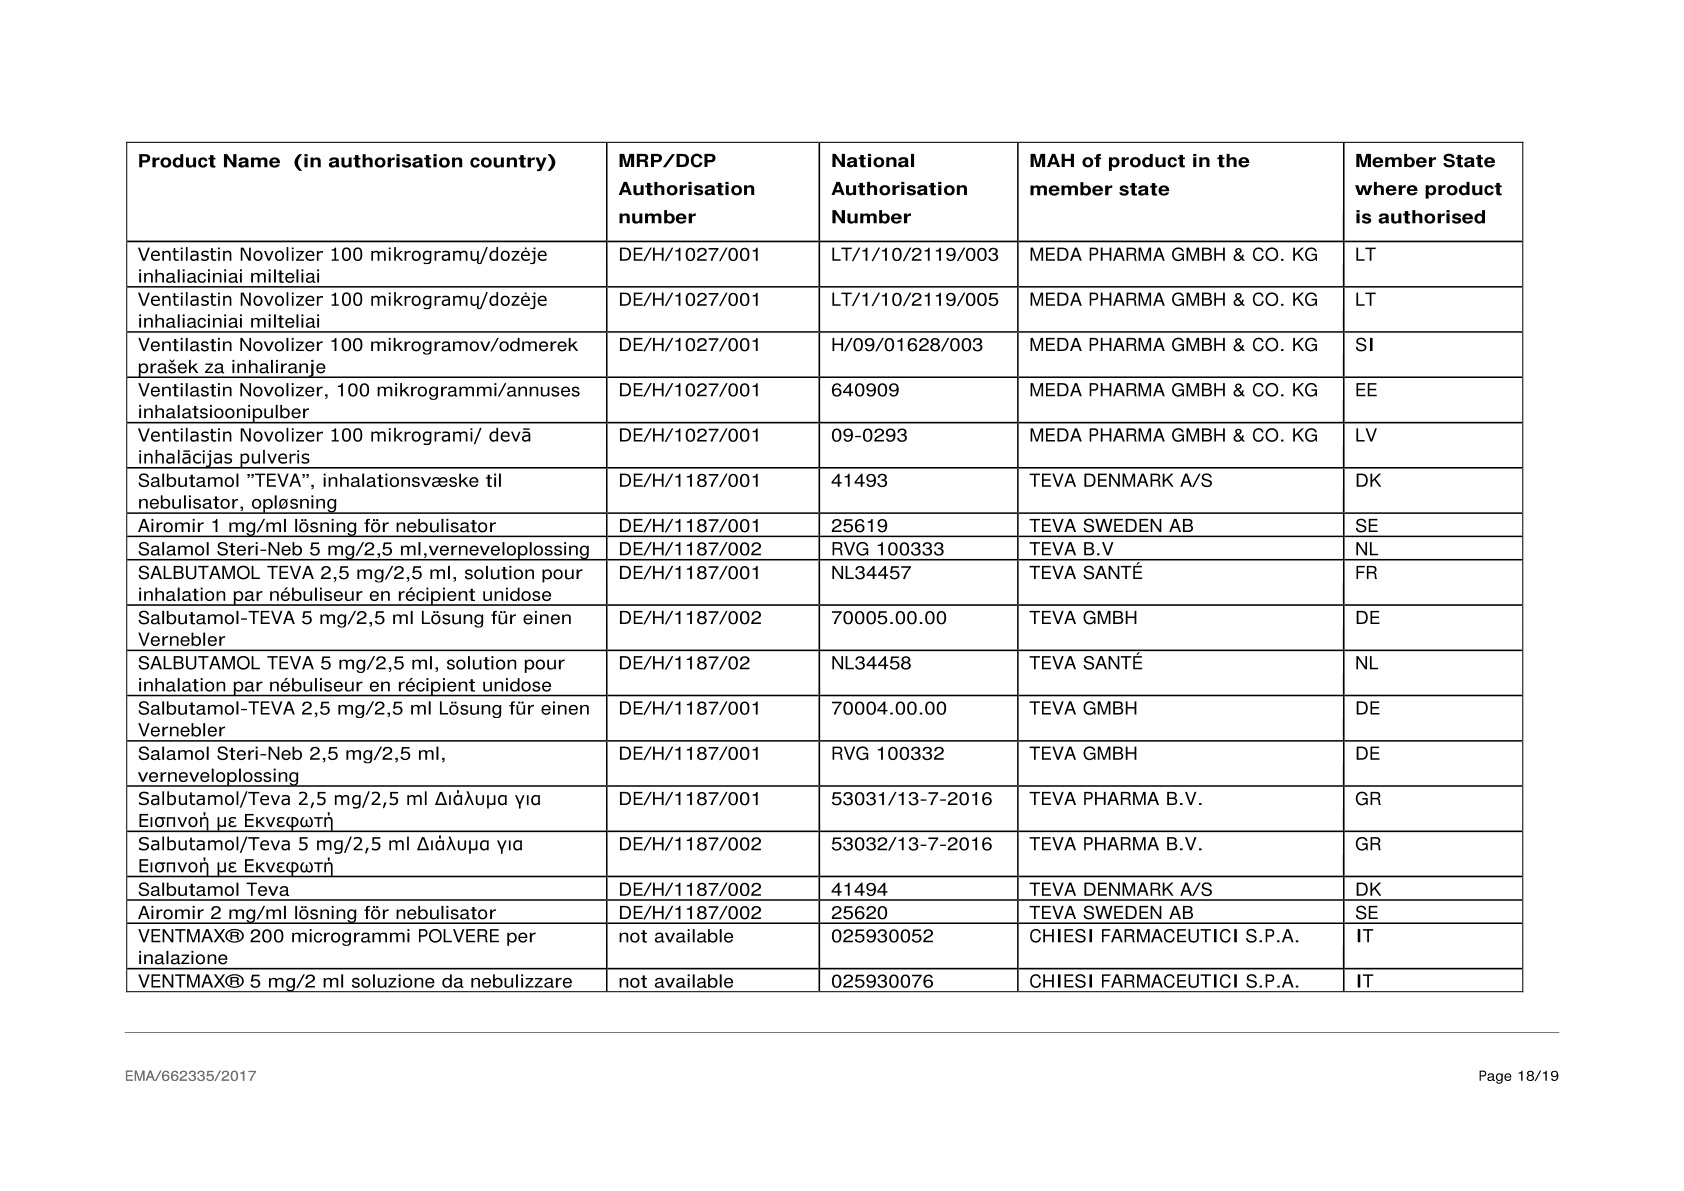 Product Name  (in authorisation country) MRP/DCP Authorisation number National Authorisation Number MAH of product in the member state Member State where product is authorised
Ventilastin Novolizer 100 mikrogramų/dozėje DE/H/1027/001 LT/1/10/2119/003 MEDA PHARMA GMBH & CO. KG LT
inhaliaciniai milteliai
Ventilastin Novolizer 100 mikrogramų/dozėje DE/H/1027/001 LT/1/10/2119/005 MEDA PHARMA GMBH & CO. KG LT
inhaliaciniai milteliai
Ventilastin Novolizer 100 mikrogramov/odmerek DE/H/1027/001 H/09/01628/003 MEDA PHARMA GMBH & CO. KG SI
prašek za inhaliranje
Ventilastin Novolizer, 100 mikrogrammi/annuses DE/H/1027/001 640909 MEDA PHARMA GMBH & CO. KG EE
inhalatsioonipulber
Ventilastin Novolizer 100 mikrogrami/ devā DE/H/1027/001 09-0293 MEDA PHARMA GMBH & CO. KG LV
inhalācijas pulveris
Salbutamol ”TEVA”, inhalationsvæske til DE/H/1187/001 41493 TEVA DENMARK A/S DK
nebulisator, opløsning
Airomir 1 mg/ml lösning för nebulisator DE/H/1187/001 25619 TEVA SWEDEN AB SE
Salamol Steri-Neb 5 mg/2,5 ml,verneveloplossing DE/H/1187/002 RVG 100333 TEVA B.V NL
SALBUTAMOL TEVA 2,5 mg/2,5 ml, solution pour DE/H/1187/001 NL34457 TEVA SANTÉ FR
inhalation par nébuliseur en récipient unidose
Salbutamol-TEVA 5 mg/2,5 ml Lösung für einen DE/H/1187/002 70005.00.00 TEVA GMBH DE
Vernebler
SALBUTAMOL TEVA 5 mg/2,5 ml, solution pour DE/H/1187/02 NL34458 TEVA SANTÉ NL
inhalation par nébuliseur en récipient unidose
Salbutamol-TEVA 2,5 mg/2,5 ml Lösung für einen DE/H/1187/001 70004.00.00 TEVA GMBH DE
Vernebler
Salamol Steri-Neb 2,5 mg/2,5 ml, DE/H/1187/001 RVG 100332 TEVA GMBH DE
verneveloplossing
Salbutamol/Teva 2,5 mg/2,5 ml Διάλυμα για DE/H/1187/001 53031/13-7-2016 TEVA PHARMA B.V. GR
Εισπνοή με Εκνεφωτή
Salbutamol/Teva 5 mg/2,5 ml Διάλυμα για DE/H/1187/002 53032/13-7-2016 TEVA PHARMA B.V. GR
Εισπνοή με Εκνεφωτή
Salbutamol Teva DE/H/1187/002 41494 TEVA DENMARK A/S DK
Airomir 2 mg/ml lösning för nebulisator DE/H/1187/002 25620 TEVA SWEDEN AB SE
VENTMAX® 200 microgrammi POLVERE per not available 025930052 CHIESI FARMACEUTICI S.P.A. IT
inalazione
VENTMAX® 5 mg/2 ml soluzione da nebulizzare not available 025930076 CHIESI FARMACEUTICI S.P.A. IT
EMA/662335/2017 Page 18/19